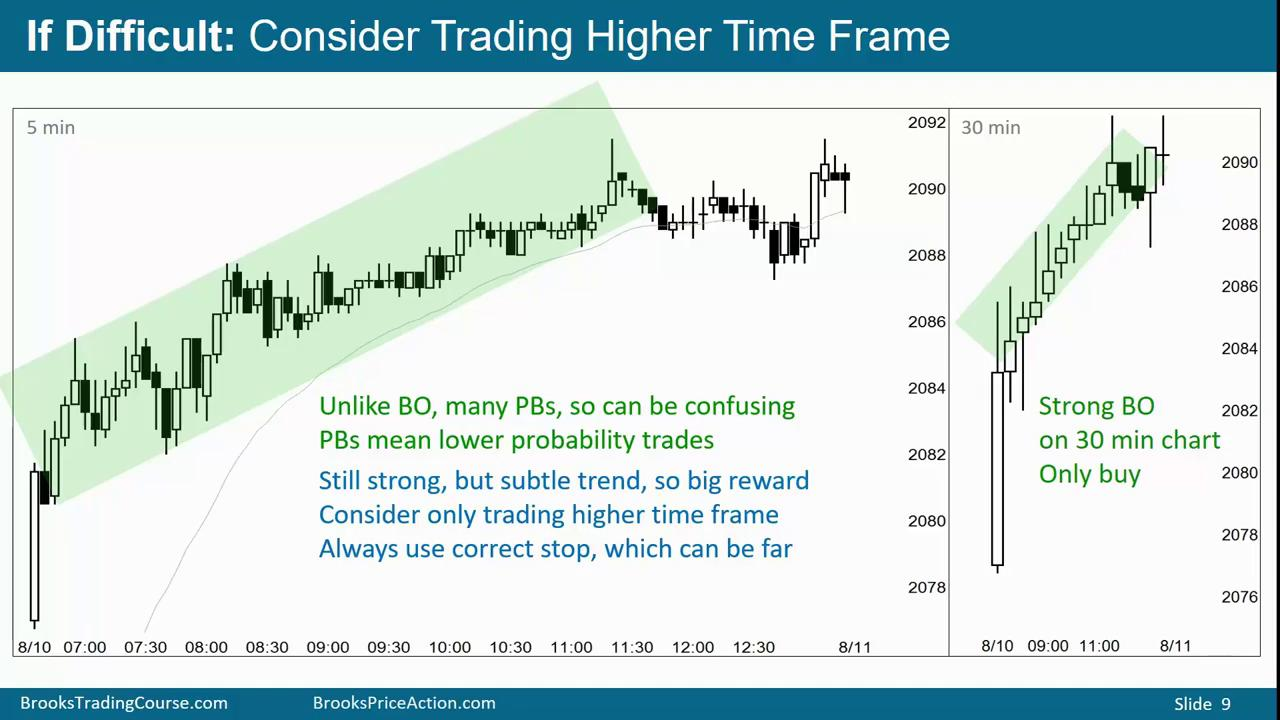 If Difficult: Consider Trading Higher Time Frame
5 min
2092
2090
2088
2086
2084
2082
2080
2078
Unlike BO, many PBs, so can be confusing
PBs mean lower probability trades
Still strong, but subtle trend, so big reward
Consider only trading higher time frame
Always use correct stop, which can be far
8/10 07:00 07:30 08:00 08:30 09:00 09:30 10:00 10:30 11:00 11:30 12:00 12:30 8/11
30 min
2090
2088
2086
2084
2082
2080
2078
2076
Strong BO
on 30 min chart
Only buy
8/10 09:00 11:00 8/11
BrooksTradingCourse.com BrooksPriceAction.com Slide 9